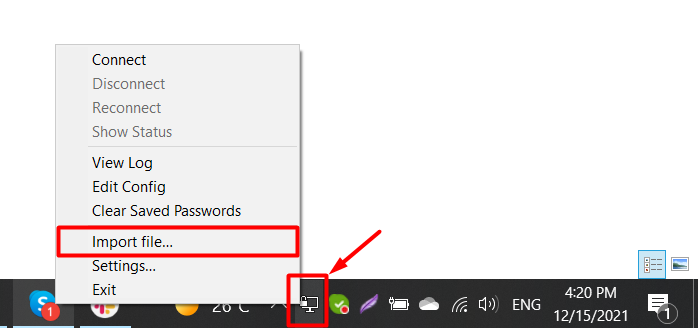 Connect
Disconnect
Reconnect
Show Status
View Log
Edit Config
Clear Saved Passwords
Import file...
Settings...
Exit
1
26°C
ENG
4:20 PM
12/15/2021
1